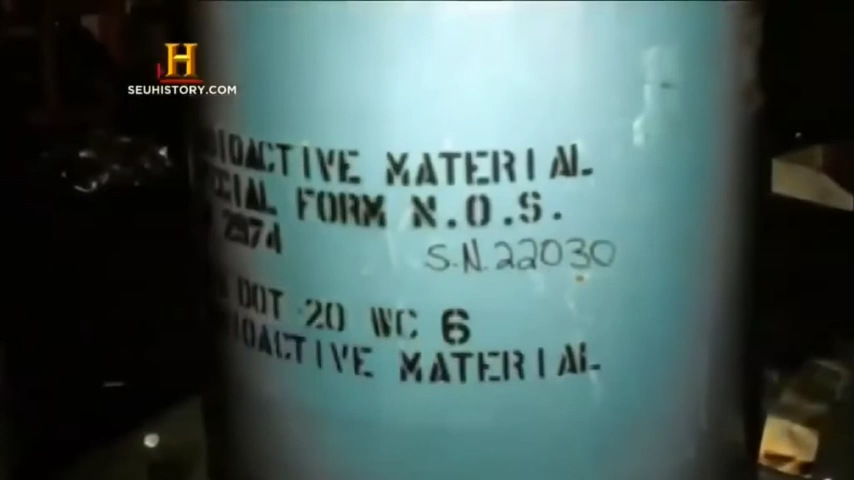 H
SEUHISTORY.COM
IOACTIVE MATERIAL
CIAL FORM N.O.S.
2974
S.N. 22030
DOT 20 WC 6
IOACTIVE MATERIAL